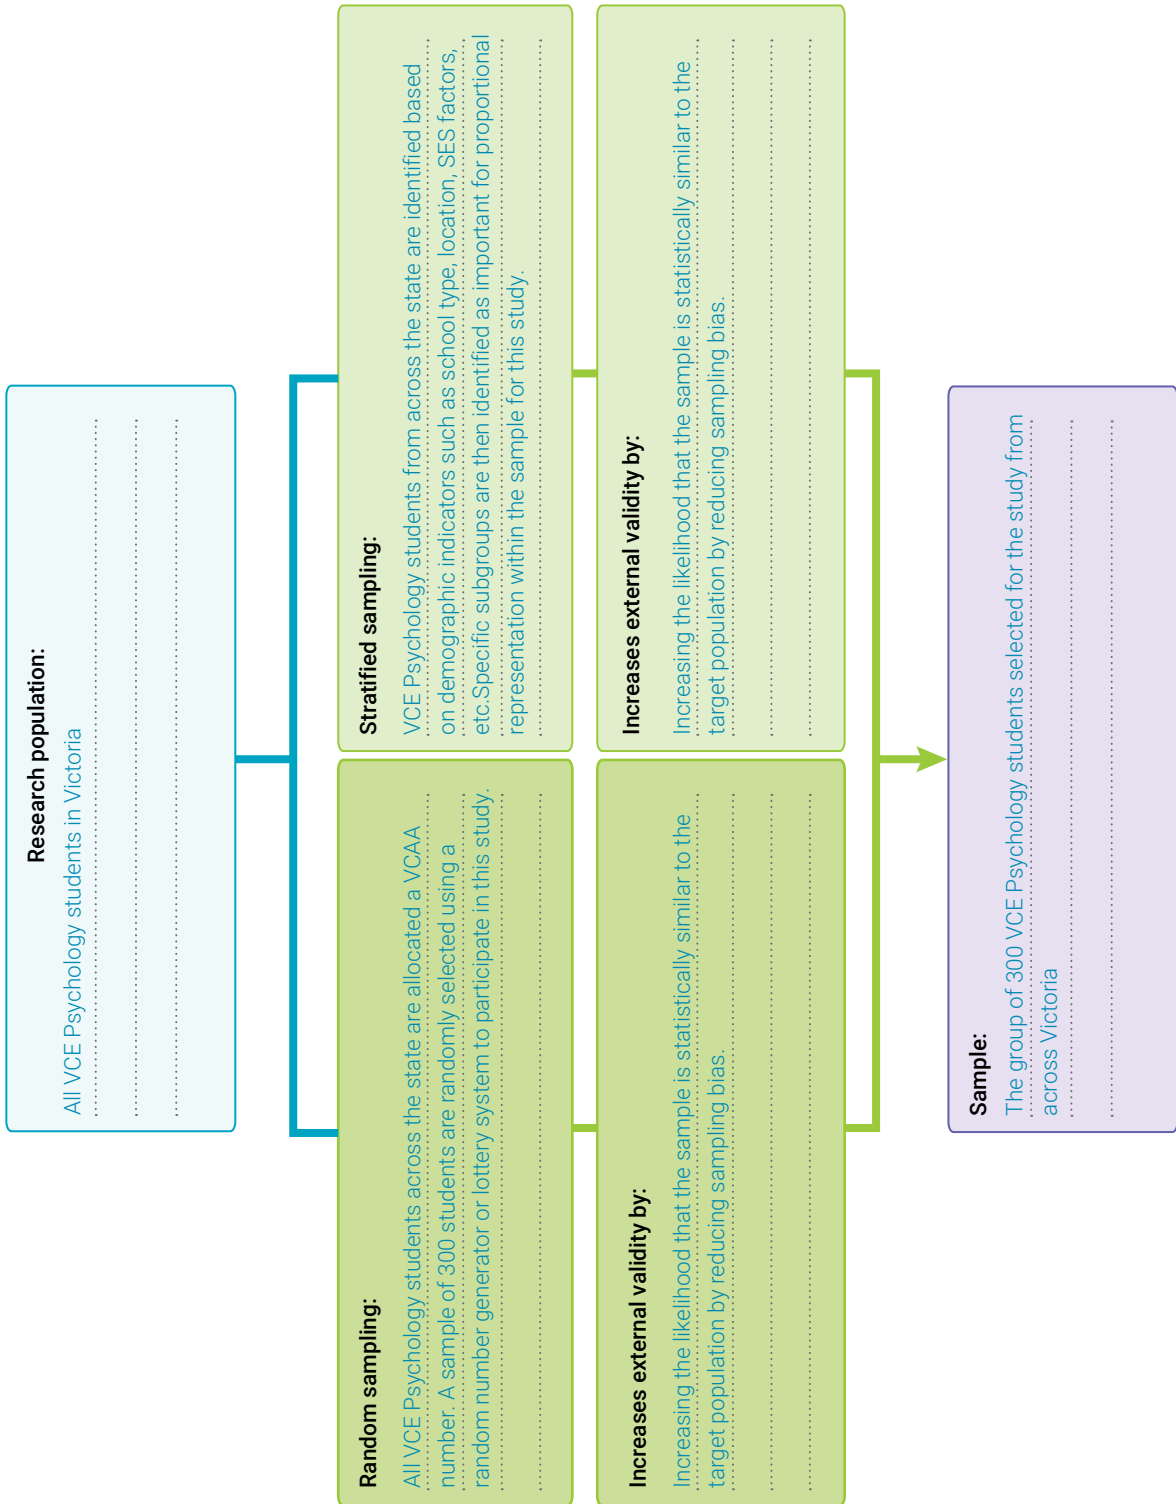 Research population:
All VCE Psychology students in Victoria
Random sampling:
All VCE Psychology students across the state are allocated a VCAA
number. A sample of 300 students are randomly selected using a
random number generator or lottery system to participate in this study.
Stratified sampling:
VCE Psychology students from across the state are identified based
on demographic indicators such as school type, location, SES factors,
etc.Specific subgroups are then identified as important for proportional
representation within the sample for this study.
Increases external validity by:
Increasing the likelihood that the sample is statistically similar to the
target population by reducing sampling bias.
Increases external validity by:
Increasing the likelihood that the sample is statistically similar to the
target population by reducing sampling bias.
Sample:
The group of 300 VCE Psychology students selected for the study from
across Victoria